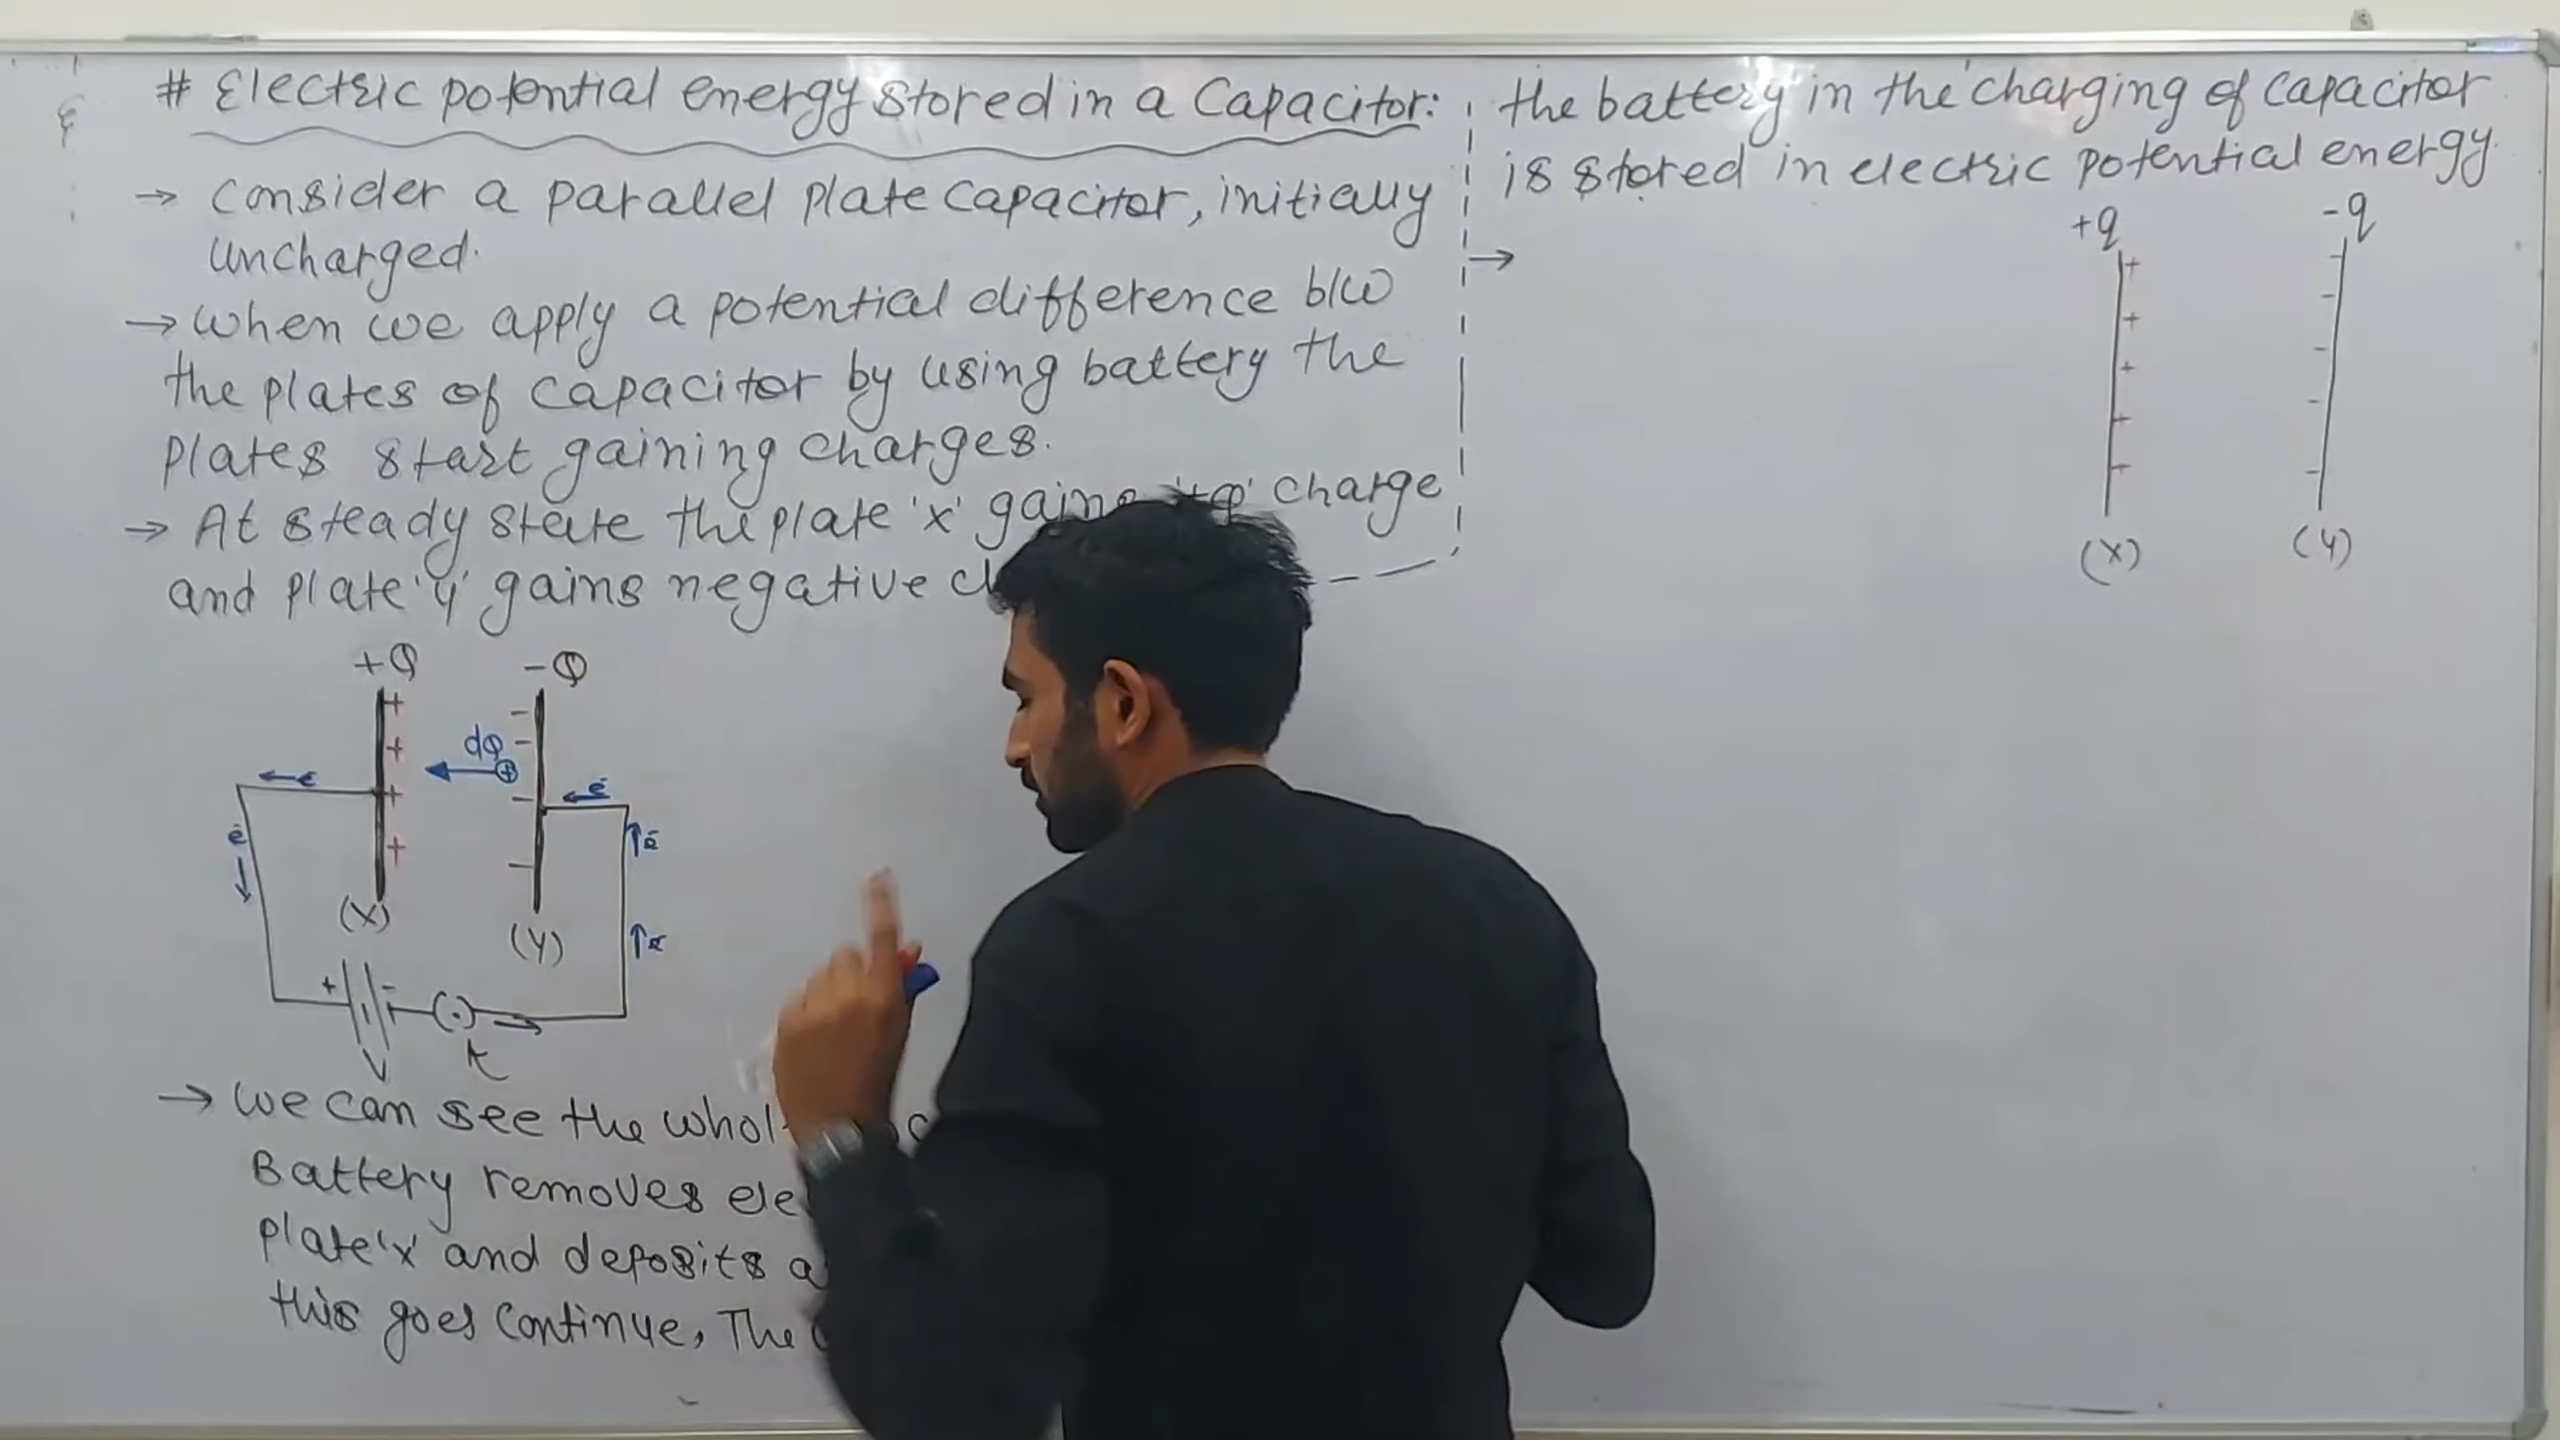 # Electric potential energy stored in a Capacitor:
→ Consider a parallel plate capacitor, initially
uncharged.
→ When we apply a potential difference b/w
the plates of capacitor by using battery the
plates start gaining charges.
→ At steady state the plate 'x' gains '+Q' charge
and plate 'y' gains negative
+Q -Q
+ + + +
- - - -
dQ
+
e e
e e
e
(X) (Y)
+ -
V K
→ We can see the
Battery removes
plate 'x' and deposits
this goes continue, The
the battery in the charging of capacitor
is stored in electric potential energy.
→
+q -q
+ + + + +
- - - - -
(X) (Y)